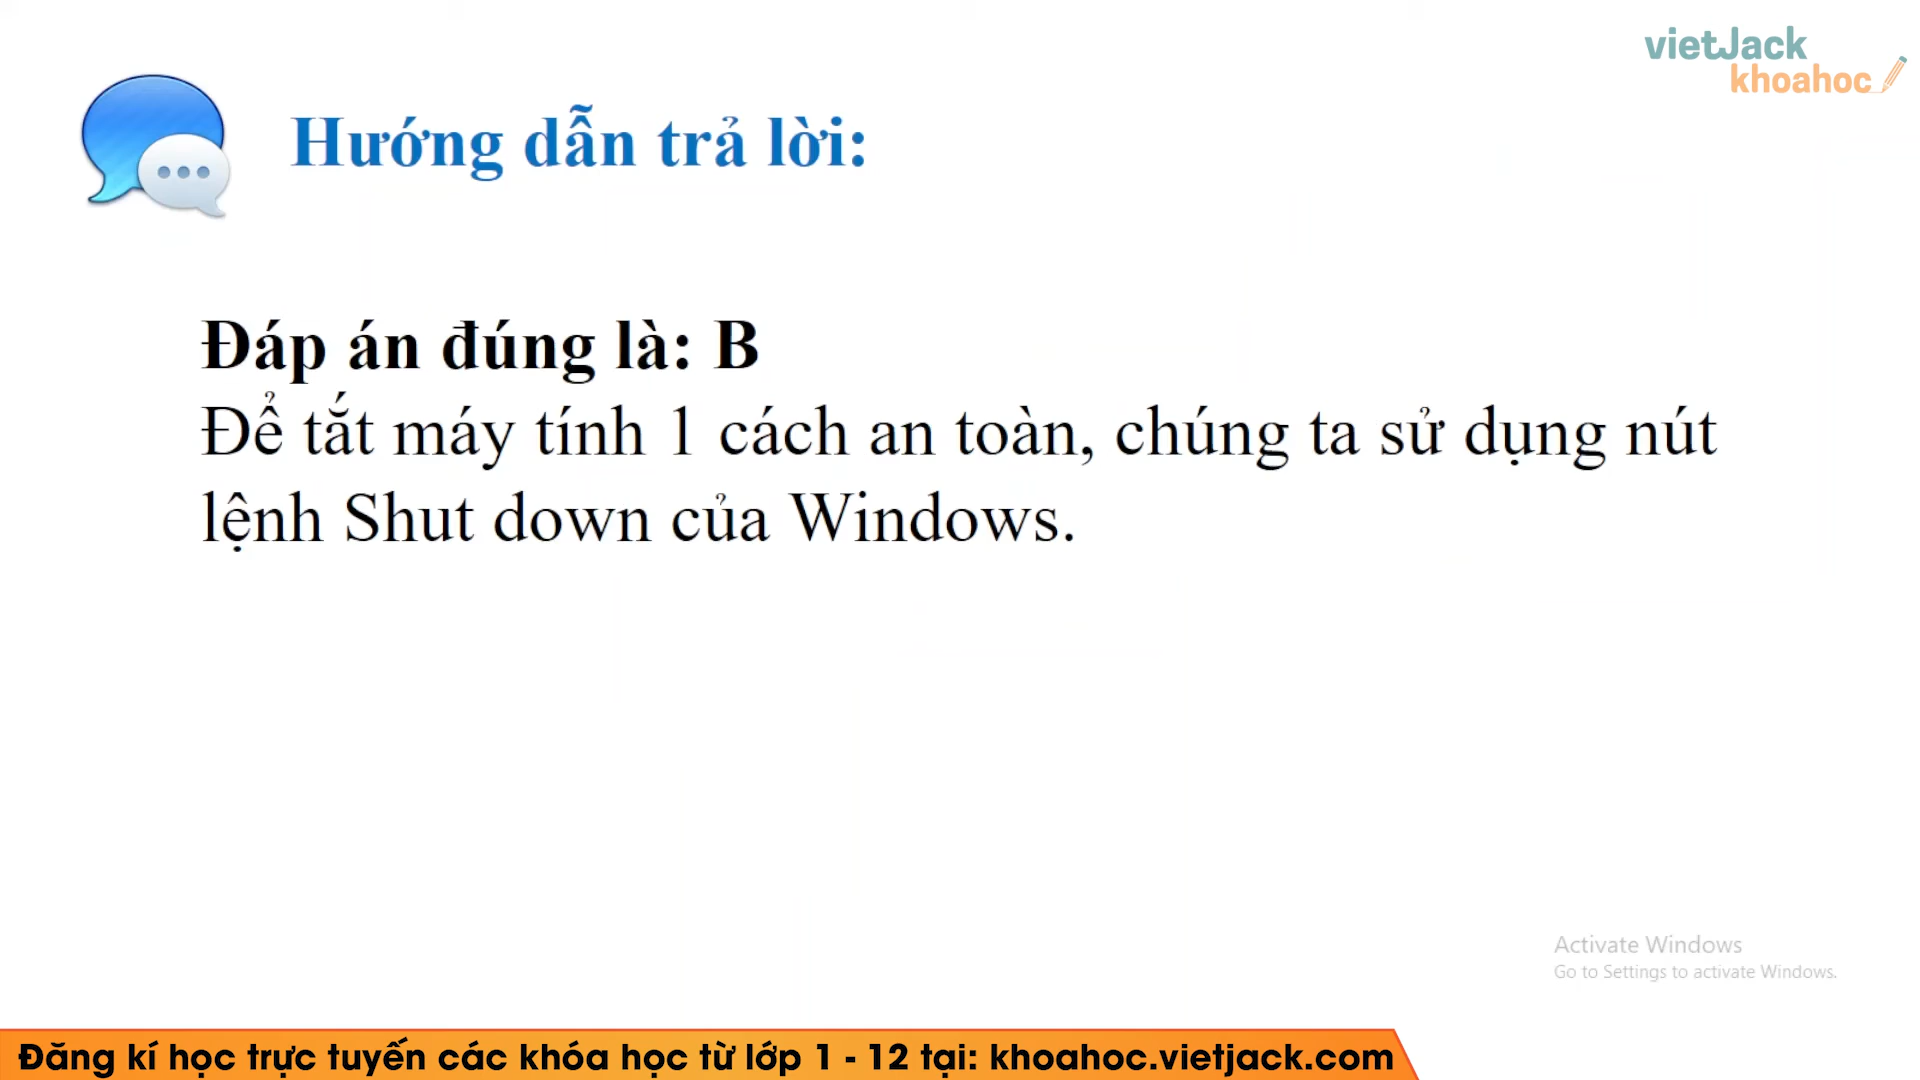 vietJack
khoahoc
Hướng dẫn trả lời:
Đáp án đúng là: B
Để tắt máy tính 1 cách an toàn, chúng ta sử dụng nút
lệnh Shut down của Windows.
Activate Windows
Go to Settings to activate Windows.
Đăng kí học trực tuyến các khóa học từ lớp 1 - 12 tại: khoahoc.vietjack.com